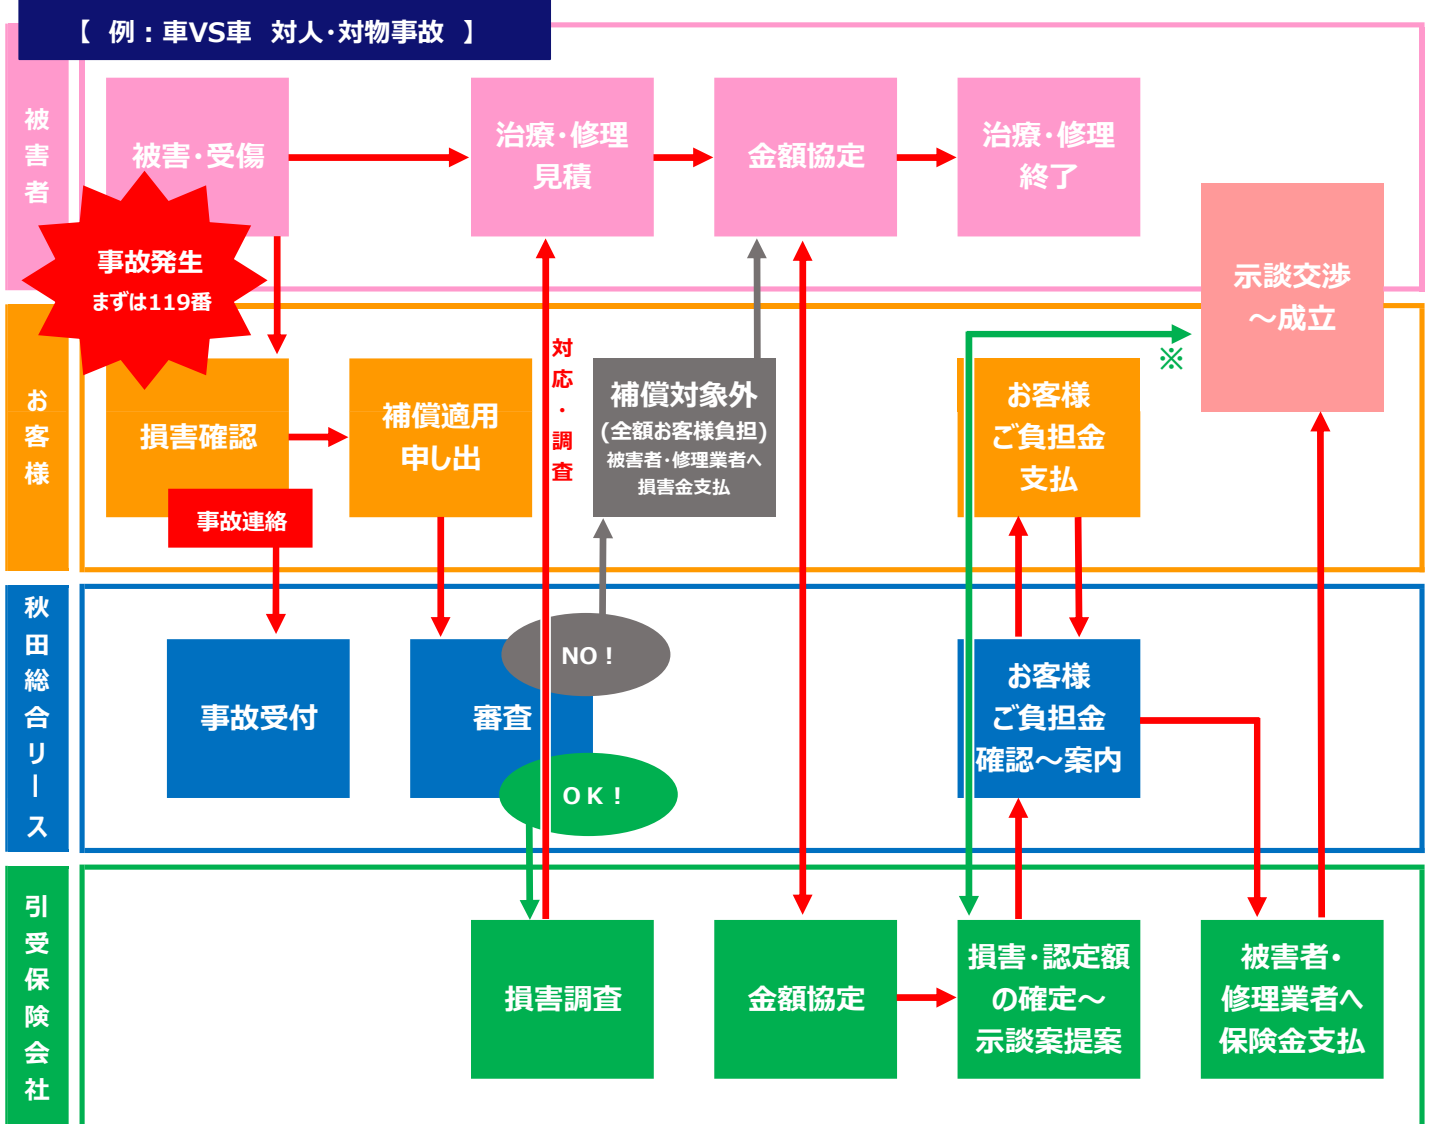 【 例：車VS車 対人・対物事故 】
被害者
被害・受傷
治療・修理
見積
金額協定
治療・修理
終了
事故発生
まずは119番
示談交渉
～成立
※
お客様
損害確認
事故連絡
補償適用
申し出
対応・調査
補償対象外
(全額お客様負担)
被害者・修理業者へ
損害金支払
お客様
ご負担金
支払
秋田総合リース
事故受付
審査
NO！
OK！
お客様
ご負担金
確認～案内
引受保険会社
損害調査
金額協定
損害・認定額
の確定～
示談案提案
被害者・
修理業者へ
保険金支払